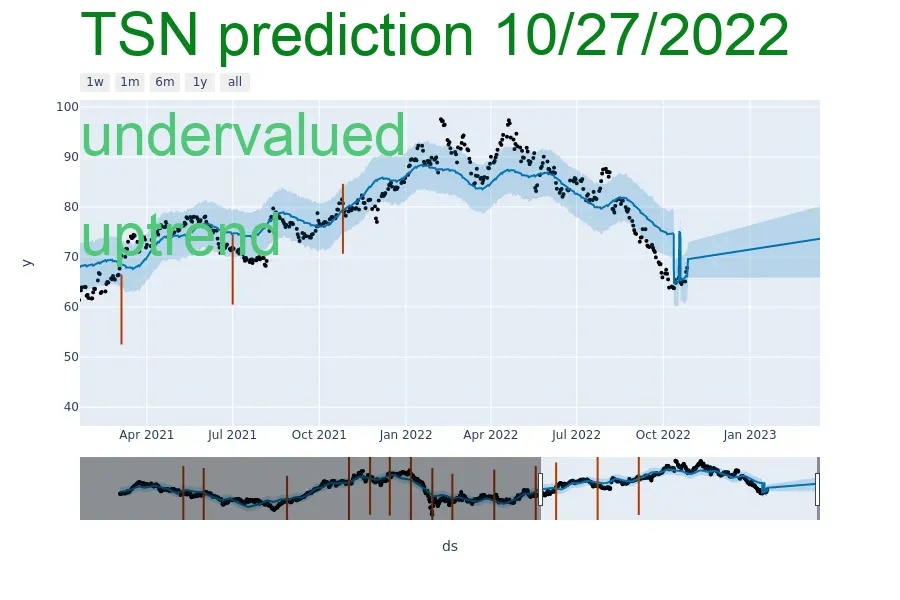 TSN prediction 10/27/2022
1w 1m 6m 1y all
100
undervalued
90
80
uptrend
70
y
60
50
40
Apr 2021 Jul 2021 Oct 2021 Jan 2022 Apr 2022 Jul 2022 Oct 2022 Jan 2023
ds